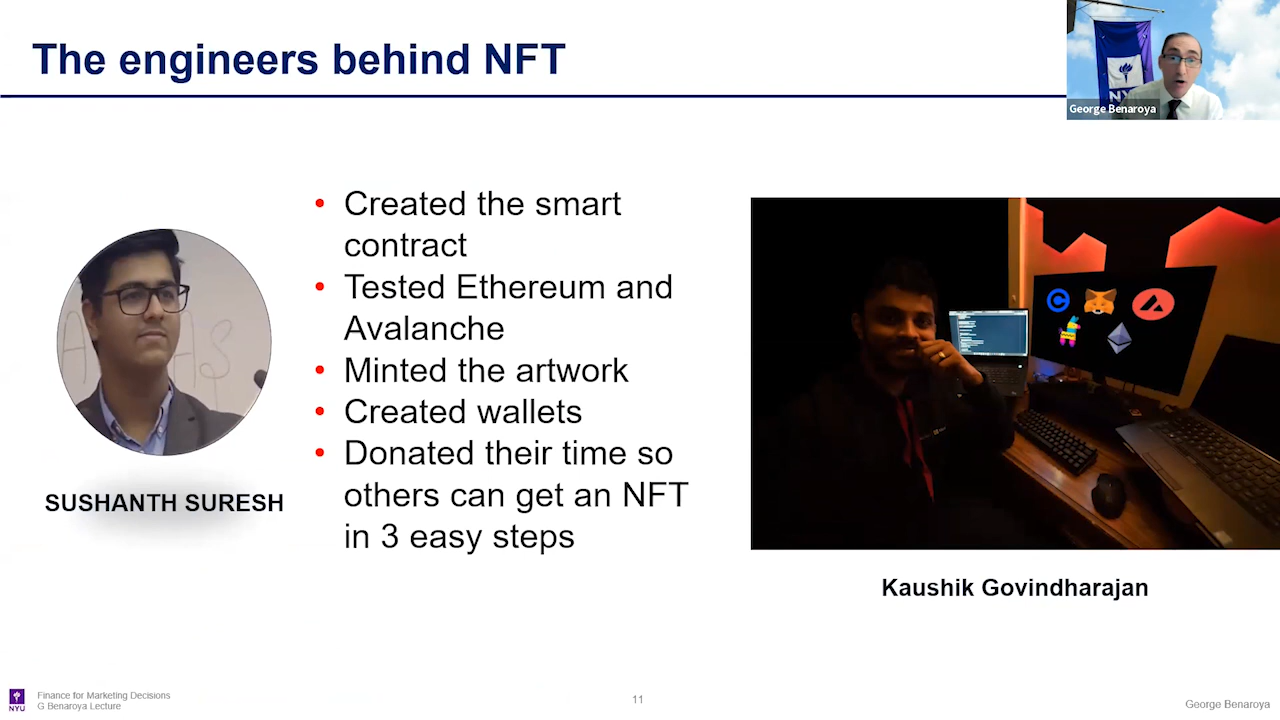 The engineers behind NFT
George Benaroya
• Created the smart
contract
• Tested Ethereum and
Avalanche
• Minted the artwork
• Created wallets
• Donated their time so
others can get an NFT
in 3 easy steps
SUSHANTH SURESH
Kaushik Govindharajan
NYU
Finance for Marketing Decisions
G Benaroya Lecture
11
George Benaroya